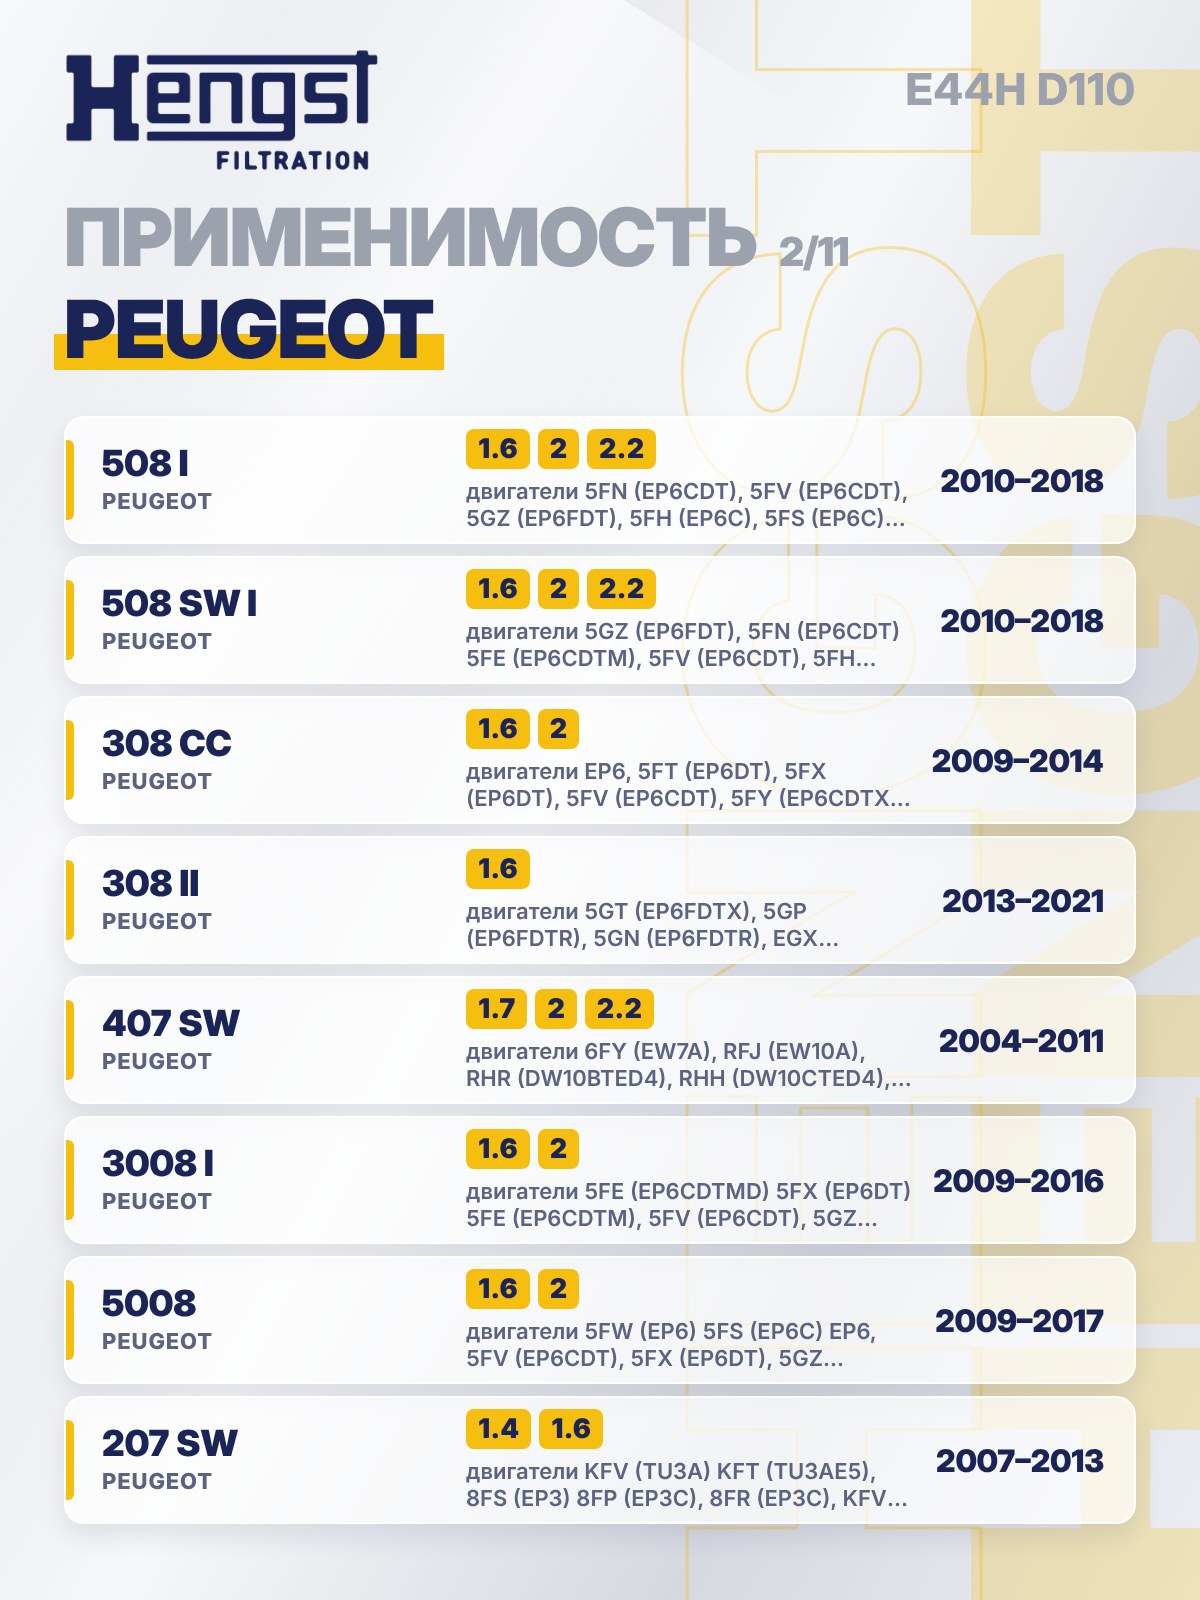 Hengst
FILTRATION
E44H D110
ПРИМЕНИМОСТЬ 2/11
PEUGEOT
508 I
PEUGEOT
1.6 2 2.2
двигатели 5FN (EP6CDT), 5FV (EP6CDT),
5GZ (EP6FDT), 5FH (EP6C), 5FS (EP6C)...
2010–2018
508 SW I
PEUGEOT
1.6 2 2.2
двигатели 5GZ (EP6FDT), 5FN (EP6CDT)
5FE (EP6CDTM), 5FV (EP6CDT), 5FH...
2010–2018
308 CC
PEUGEOT
1.6 2
двигатели EP6, 5FT (EP6DT), 5FX
(EP6DT), 5FV (EP6CDT), 5FY (EP6CDTX...
2009–2014
308 II
PEUGEOT
1.6
двигатели 5GT (EP6FDTX), 5GP
(EP6FDTR), 5GN (EP6FDTR), EGX...
2013–2021
407 SW
PEUGEOT
1.7 2 2.2
двигатели 6FY (EW7A), RFJ (EW10A),
RHR (DW10BTED4), RHH (DW10CTED4),...
2004–2011
3008 I
PEUGEOT
1.6 2
двигатели 5FE (EP6CDTMD) 5FX (EP6DT)
5FE (EP6CDTM), 5FV (EP6CDT), 5GZ...
2009–2016
5008
PEUGEOT
1.6 2
двигатели 5FW (EP6) 5FS (EP6C) EP6,
5FV (EP6CDT), 5FX (EP6DT), 5GZ...
2009–2017
207 SW
PEUGEOT
1.4 1.6
двигатели KFV (TU3A) KFT (TU3AE5),
8FS (EP3) 8FP (EP3C), 8FR (EP3C), KFV...
2007–2013
HENGST
HENGST